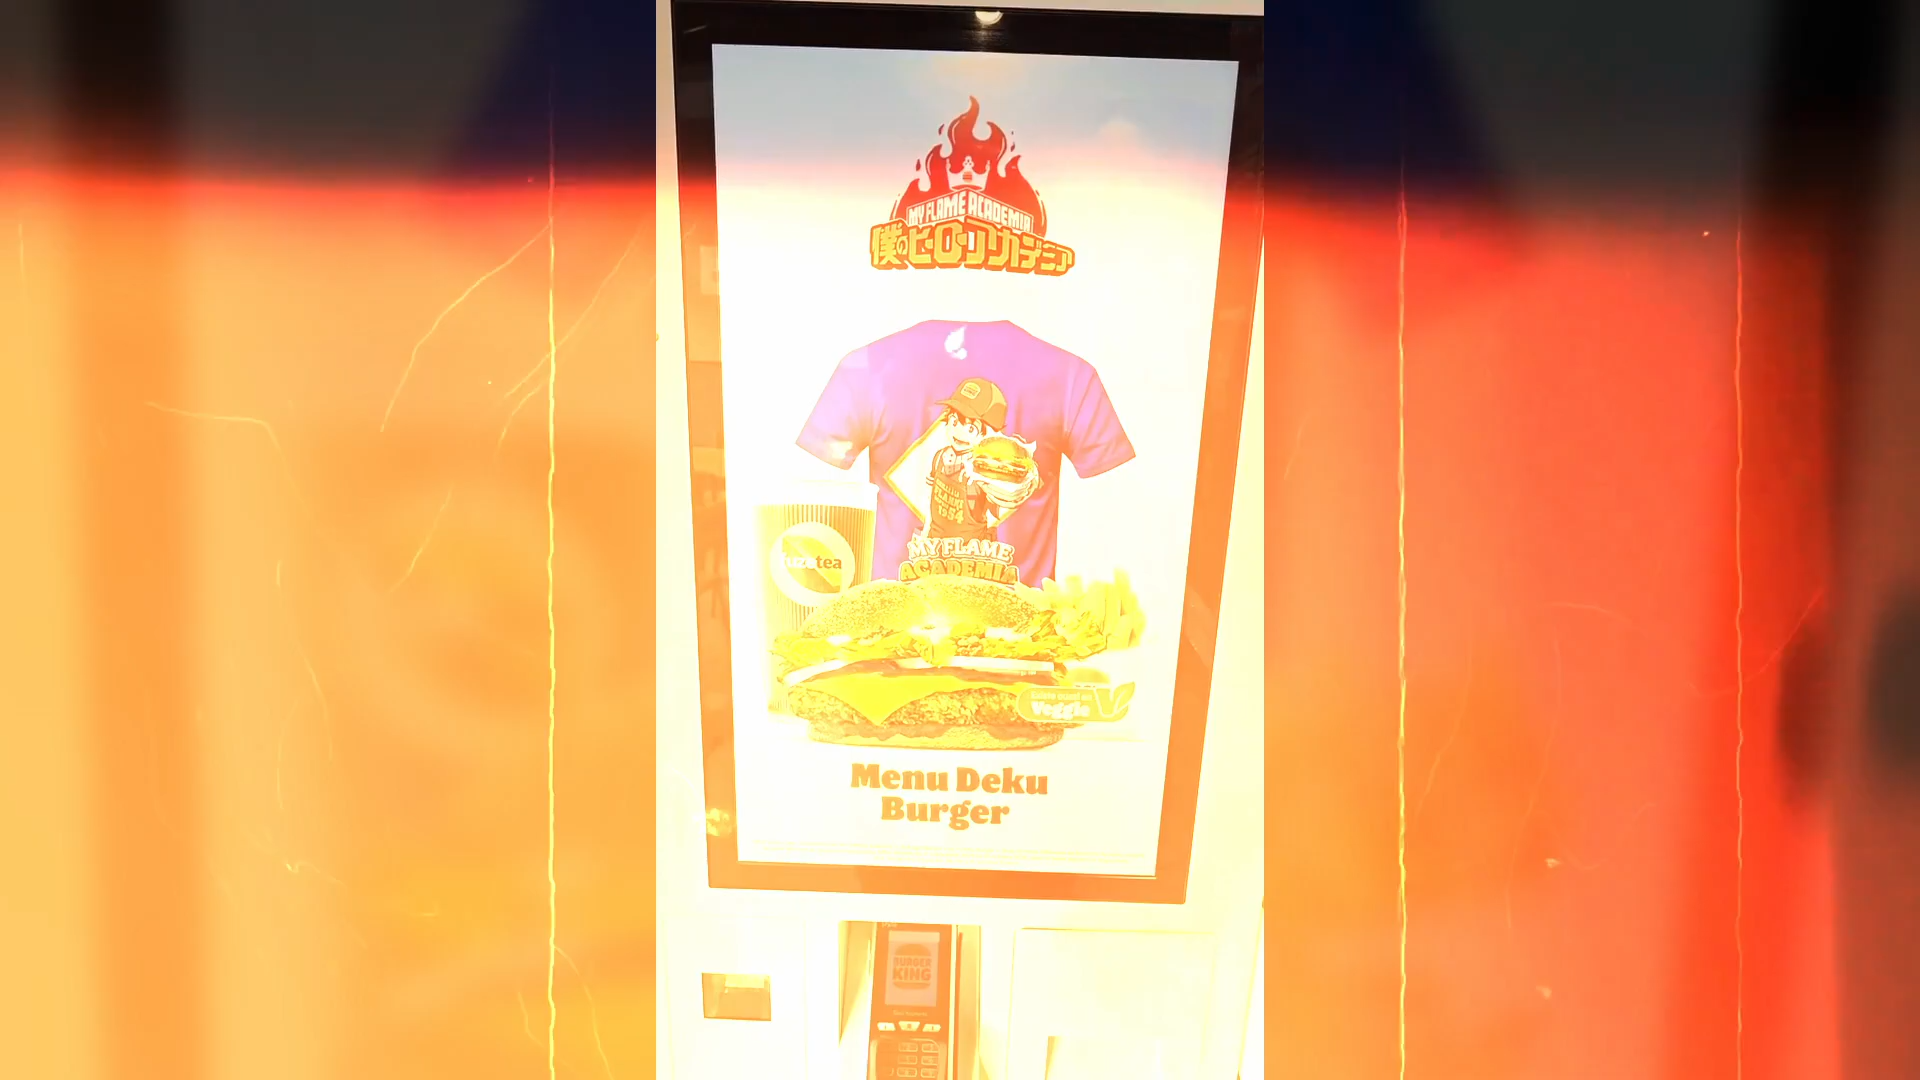 MY FLAME ACADEMIA
僕のヒーローアカデミア
1954
MY FLAME
ACADEMIA
fuzetea
Veggie
Menu Deku
Burger
BURGER
KING